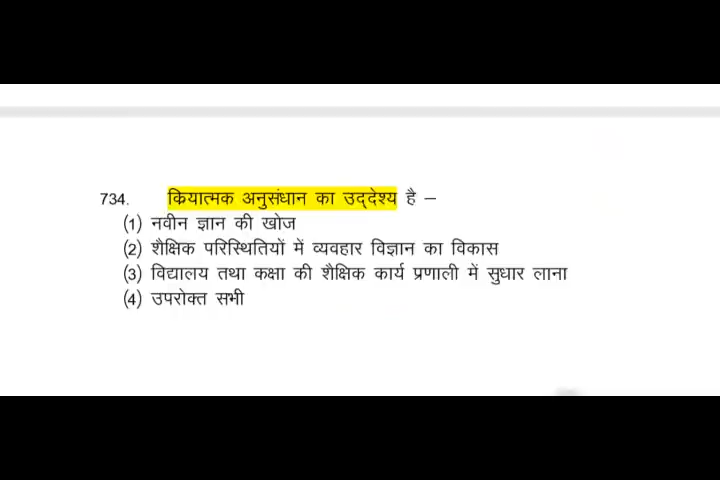 734. कियात्मक अनुसंधान का उद्देश्य है –
(1) नवीन ज्ञान की खोज
(2) शैक्षिक परिस्थितियों में व्यवहार विज्ञान का विकास
(3) विद्यालय तथा कक्षा की शैक्षिक कार्य प्रणाली में सुधार लाना
(4) उपरोक्त सभी